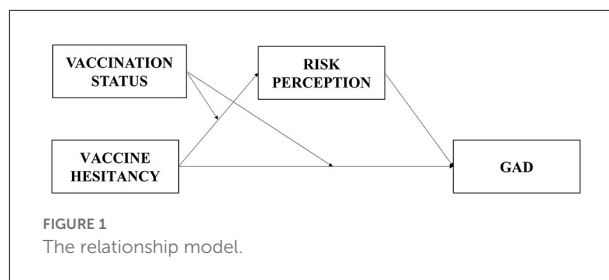 VACCINATION
STATUS
RISK
PERCEPTION
VACCINE
HESITANCY
GAD
FIGURE 1
The relationship model.